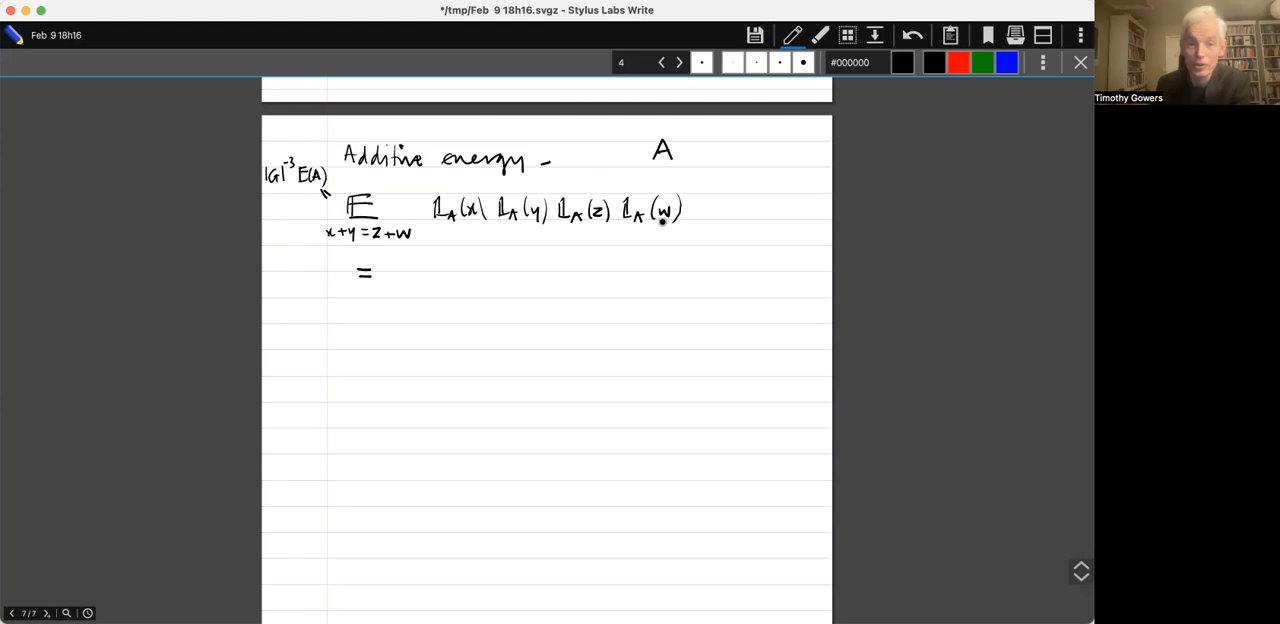 */tmp/Feb 9 18h16.svgz - Stylus Labs Write
Feb 9 18h16
4
#000000
Timothy Gowers
Additive energy - A
|G|⁻³ E(A)
𝔼 𝟙_A(x) 𝟙_A(y) 𝟙_A(z) 𝟙_A(w)
x+y=z+w
=
7/7